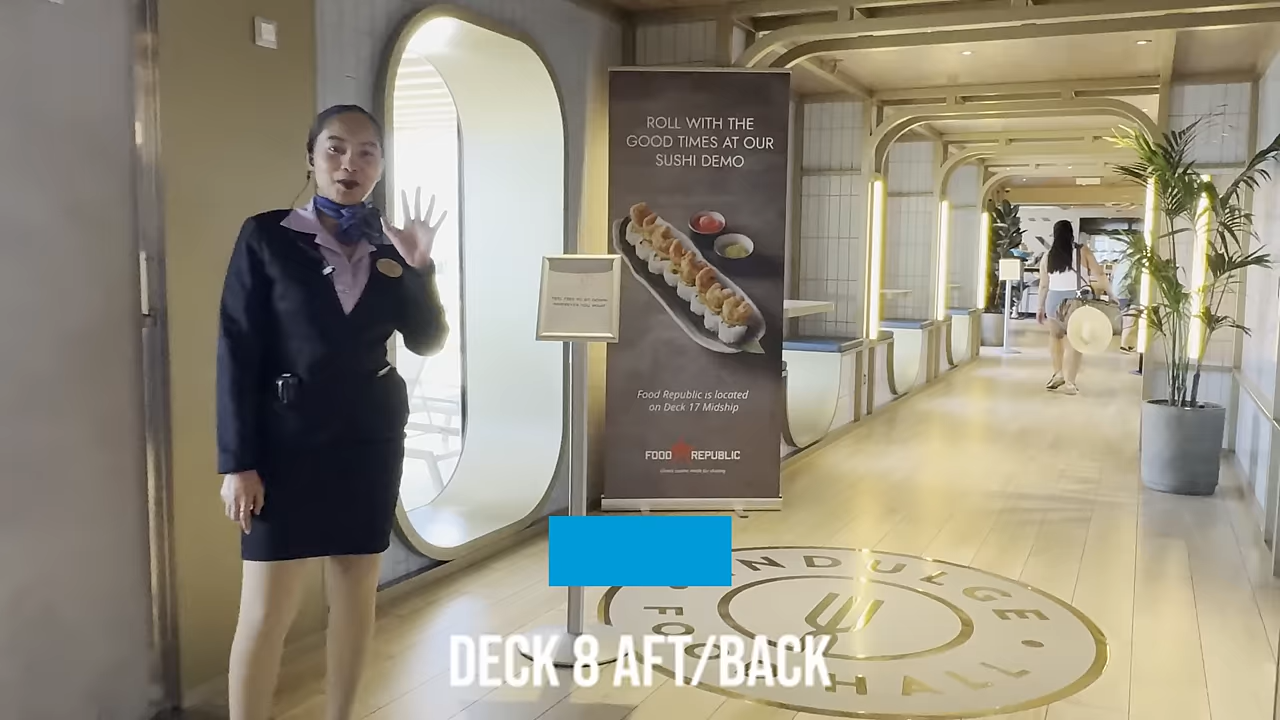 ROLL WITH THE
GOOD TIMES AT OUR
SUSHI DEMO
Food Republic is located
on Deck 17 Midship
FOOD REPUBLIC
INDULGE
FOOD HALL
DECK 8 AFT/BACK